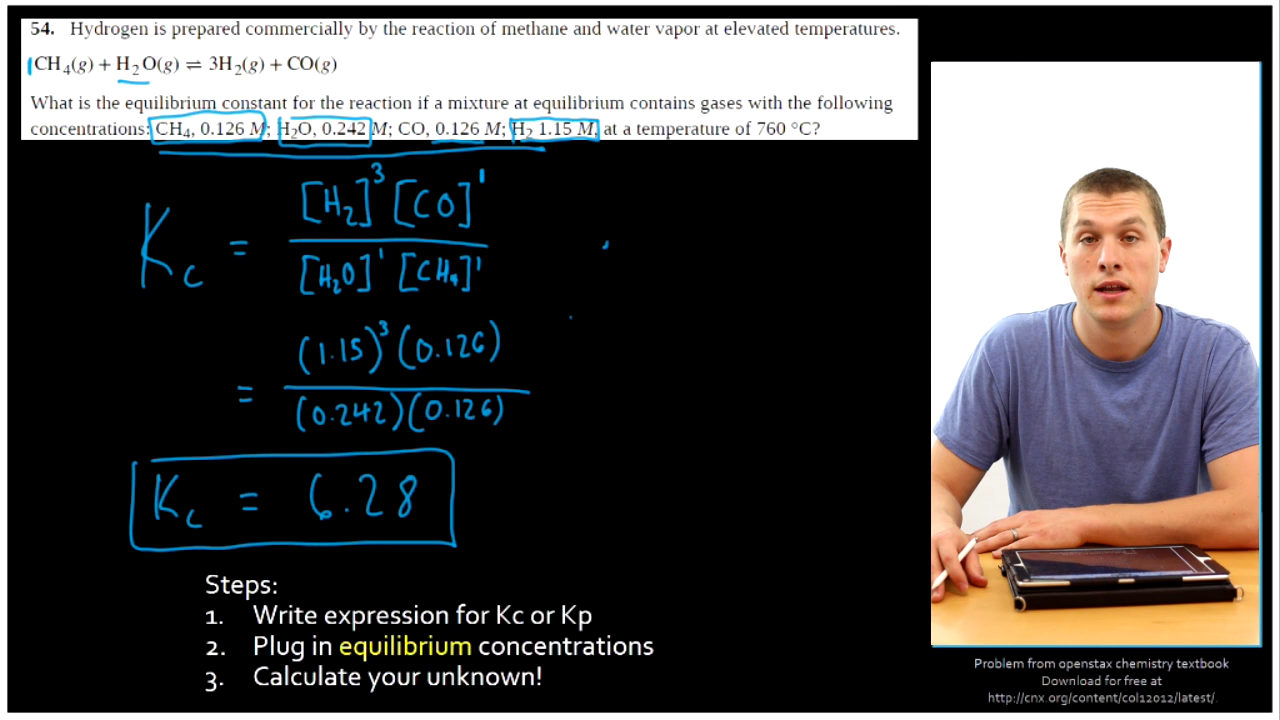 54. Hydrogen is prepared commercially by the reaction of methane and water vapor at elevated temperatures.
CH₄(g) + H₂O(g) ⇌ 3H₂(g) + CO(g)
What is the equilibrium constant for the reaction if a mixture at equilibrium contains gases with the following
concentrations: CH₄, 0.126 M; H₂O, 0.242 M; CO, 0.126 M; H₂ 1.15 M, at a temperature of 760 °C?
[H₂]³ [CO]¹
Kc =
[H₂O]¹ [CH₄]¹
(1.15)³ (0.126)
=
(0.242)(0.126)
Kc = 6.28
Steps:
1. Write expression for Kc or Kp
2. Plug in equilibrium concentrations
3. Calculate your unknown!
Problem from openstax chemistry textbook
Download for free at
http://cnx.org/content/col12012/latest/.